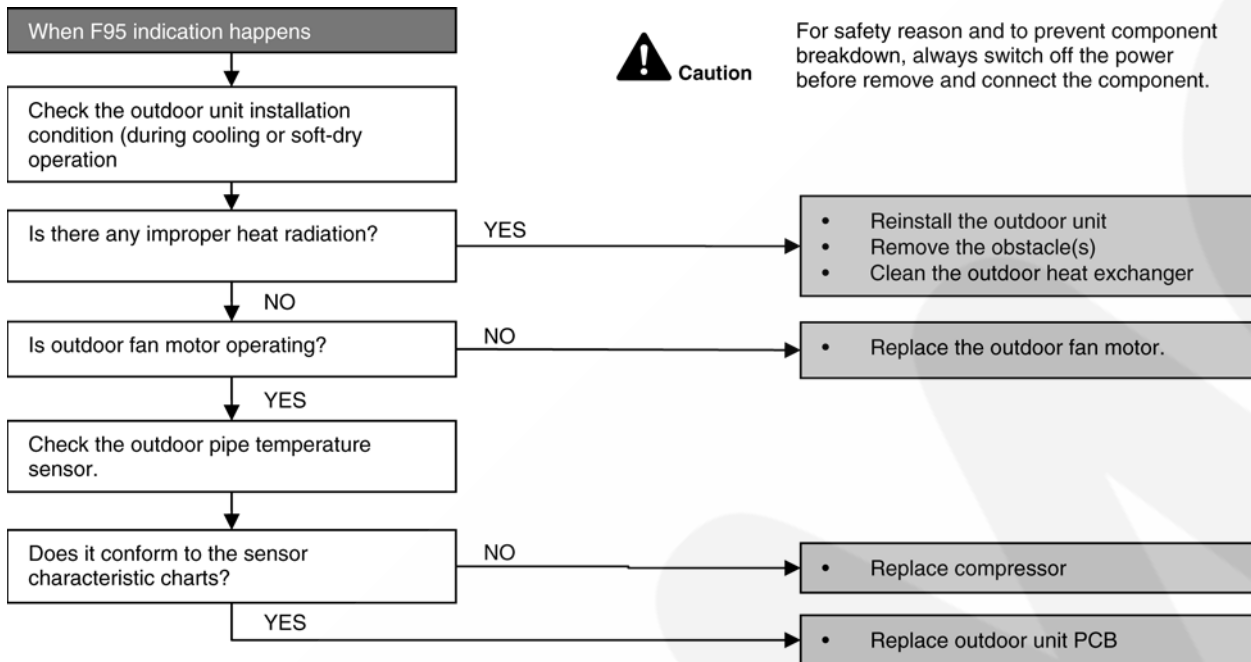 When F95 indication happens
For safety reason and to prevent component
breakdown, always switch off the power
before remove and connect the component.
Caution
Check the outdoor unit installation
condition (during cooling or soft-dry
operation
Is there any improper heat radiation?
YES
• Reinstall the outdoor unit
• Remove the obstacle(s)
• Clean the outdoor heat exchanger
NO
Is outdoor fan motor operating?
NO
• Replace the outdoor fan motor.
YES
Check the outdoor pipe temperature
sensor.
Does it conform to the sensor
characteristic charts?
NO
• Replace compressor
YES
• Replace outdoor unit PCB